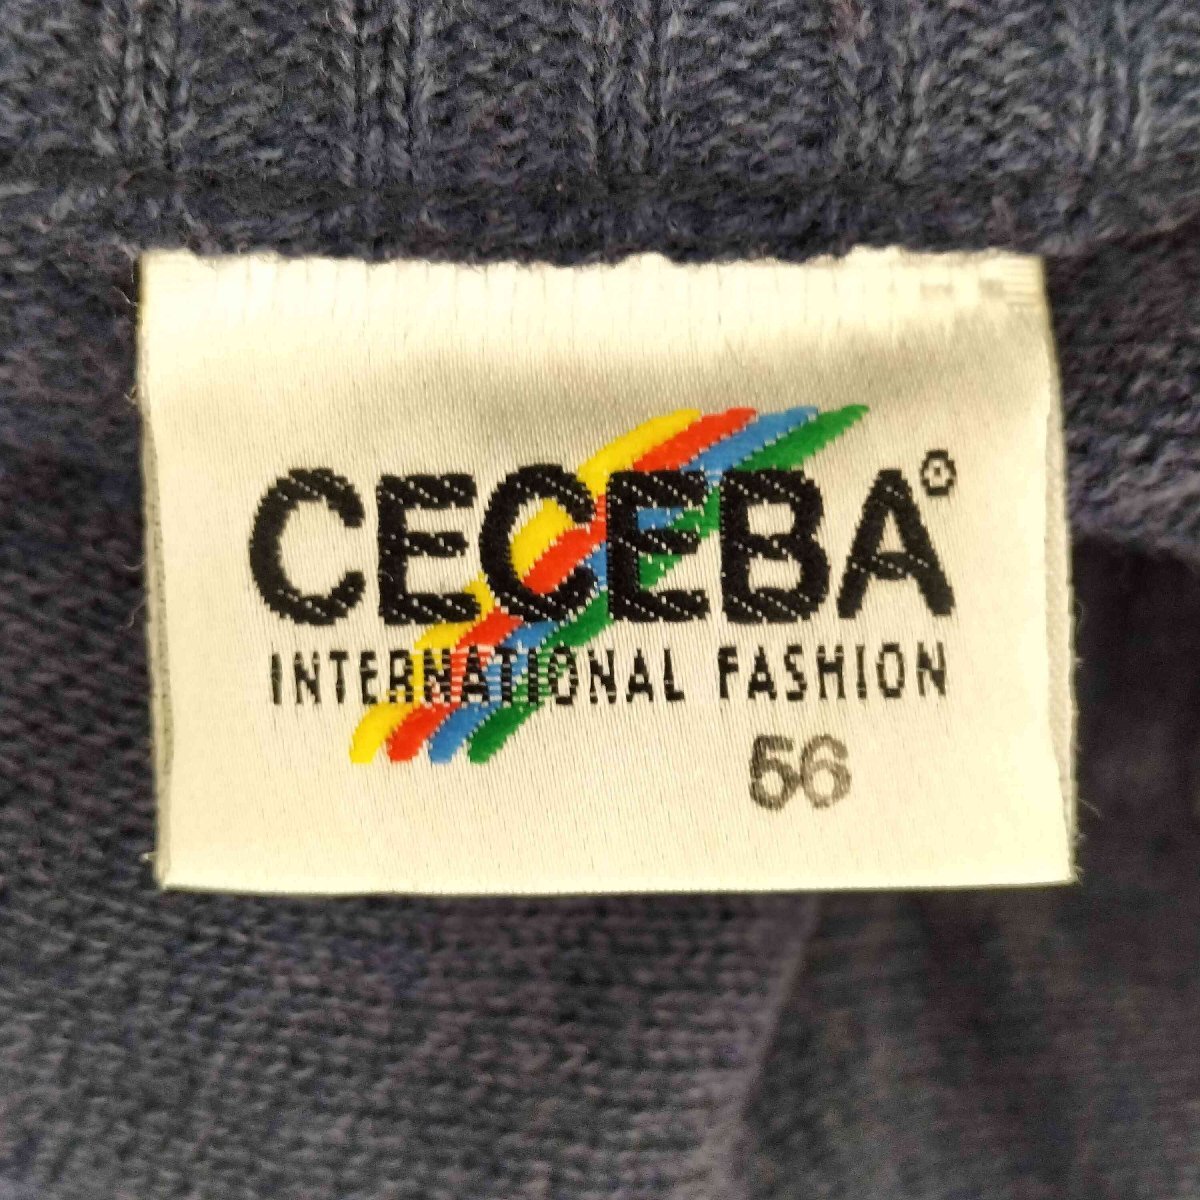 CECEBA®
INTERNATIONAL FASHION
56